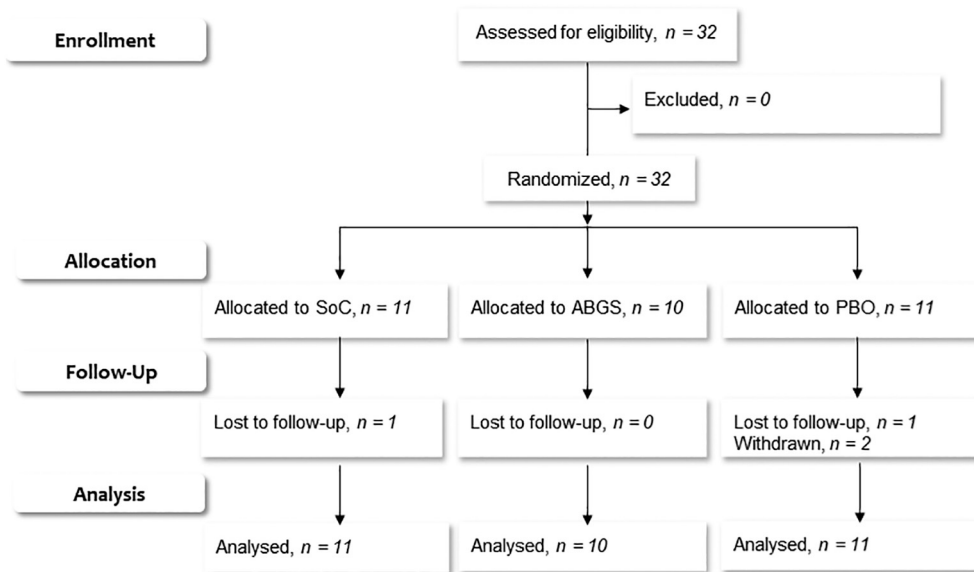 Enrollment
Assessed for eligibility, n = 32
Excluded, n = 0
Randomized, n = 32
Allocation
Allocated to SoC, n = 11
Allocated to ABGS, n = 10
Allocated to PBO, n = 11
Follow-Up
Lost to follow-up, n = 1
Lost to follow-up, n = 0
Lost to follow-up, n = 1
Withdrawn, n = 2
Analysis
Analysed, n = 11
Analysed, n = 10
Analysed, n = 11